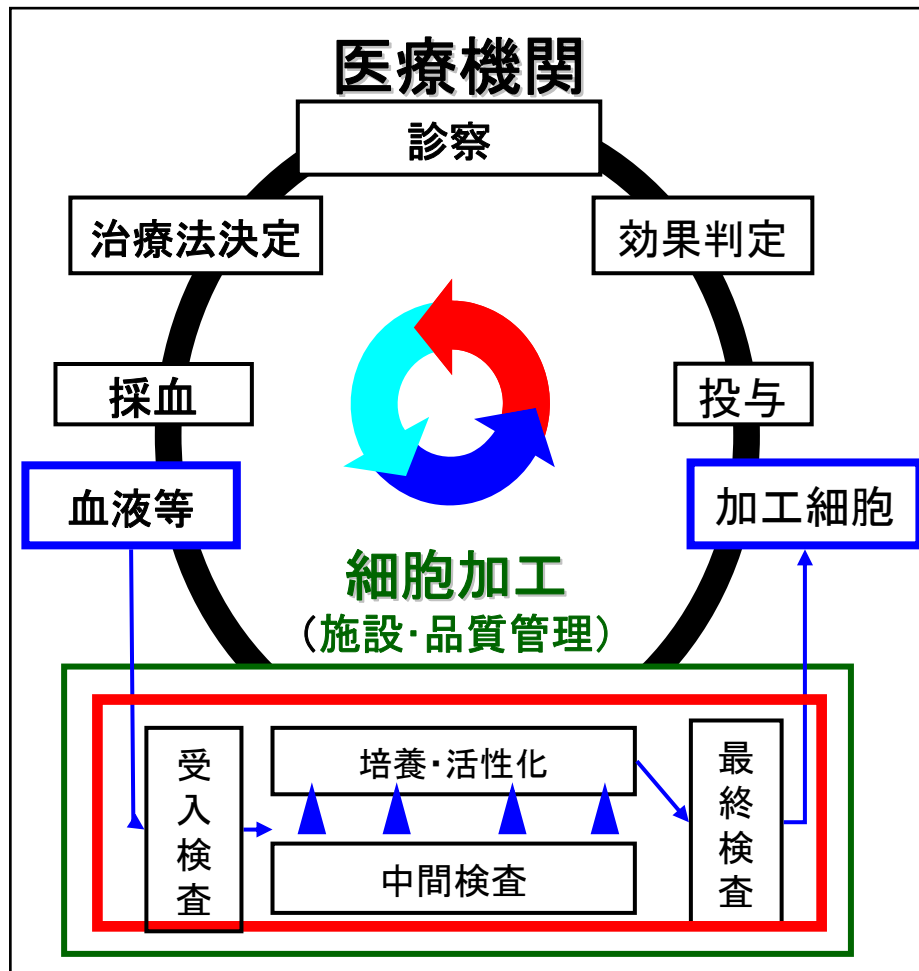 医療機関
診察
治療法決定
効果判定
採血
投与
血液等
加工細胞
細胞加工
（施設・品質管理）
受入検査
培養・活性化
最終検査
中間検査